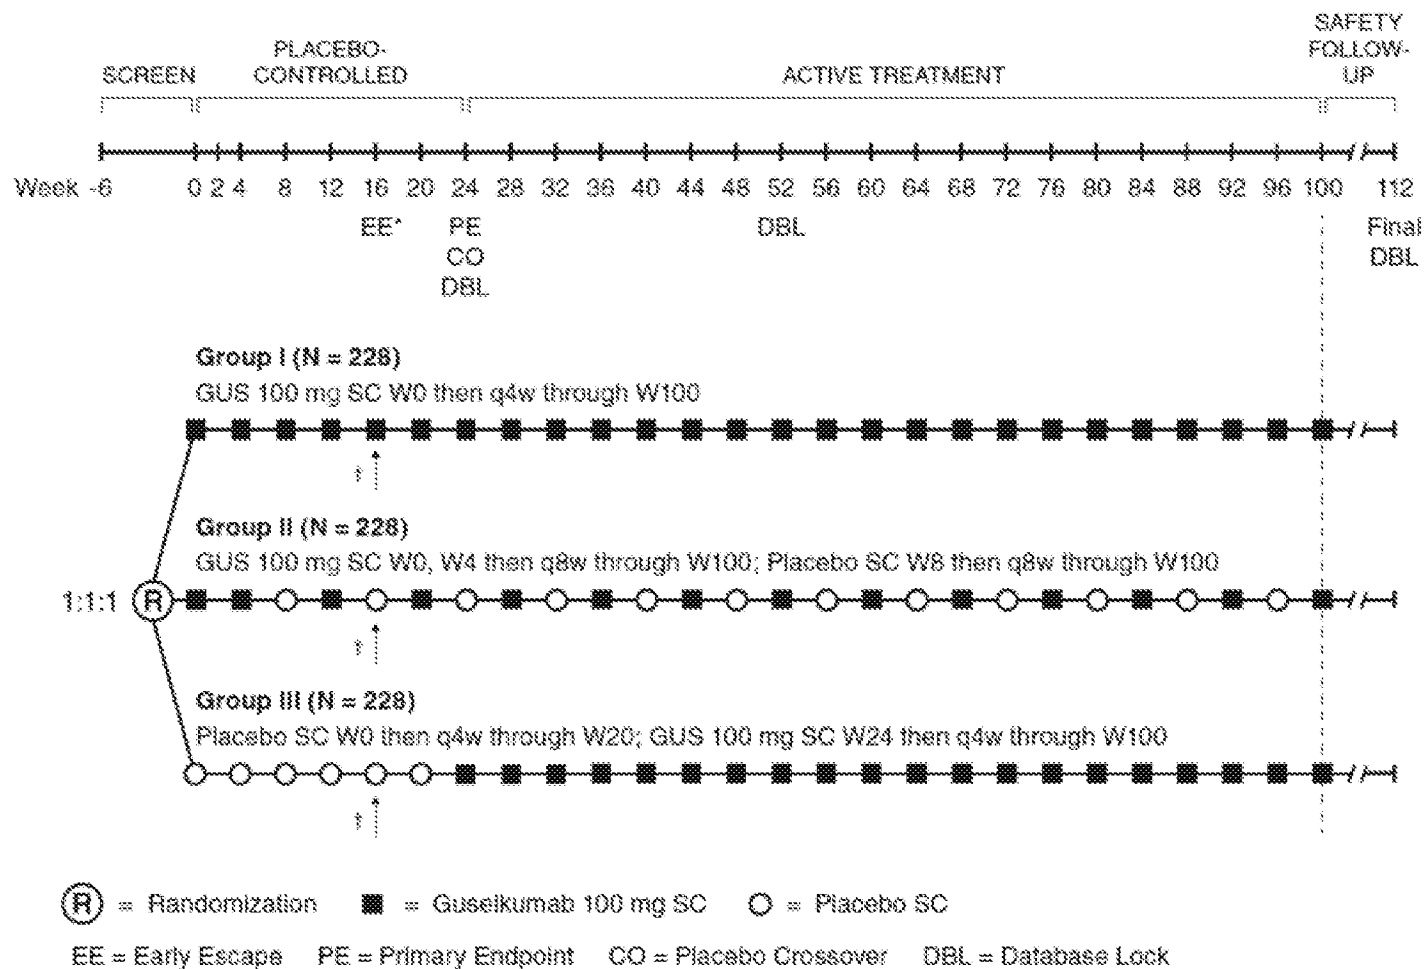 SAFETY
PLACEBO- FOLLOW-
SCREEN CONTROLLED ACTIVE TREATMENT UP
Week -6 0 2 4 8 12 16 20 24 28 32 36 40 44 48 52 56 60 64 68 72 76 80 84 88 92 96 100 112
EE* PE DBL Final
CO DBL
DBL
Group I (N = 228)
GUS 100 mg SC W0 then q4w through W100
†
Group II (N = 228)
GUS 100 mg SC W0, W4 then q8w through W100; Placebo SC W8 then q8w through W100
1:1:1 R
†
Group III (N = 228)
Placebo SC W0 then q4w through W20; GUS 100 mg SC W24 then q4w through W100
†
R = Randomization = Guselkumab 100 mg SC = Placebo SC
EE = Early Escape PE = Primary Endpoint CO = Placebo Crossover DBL = Database Lock